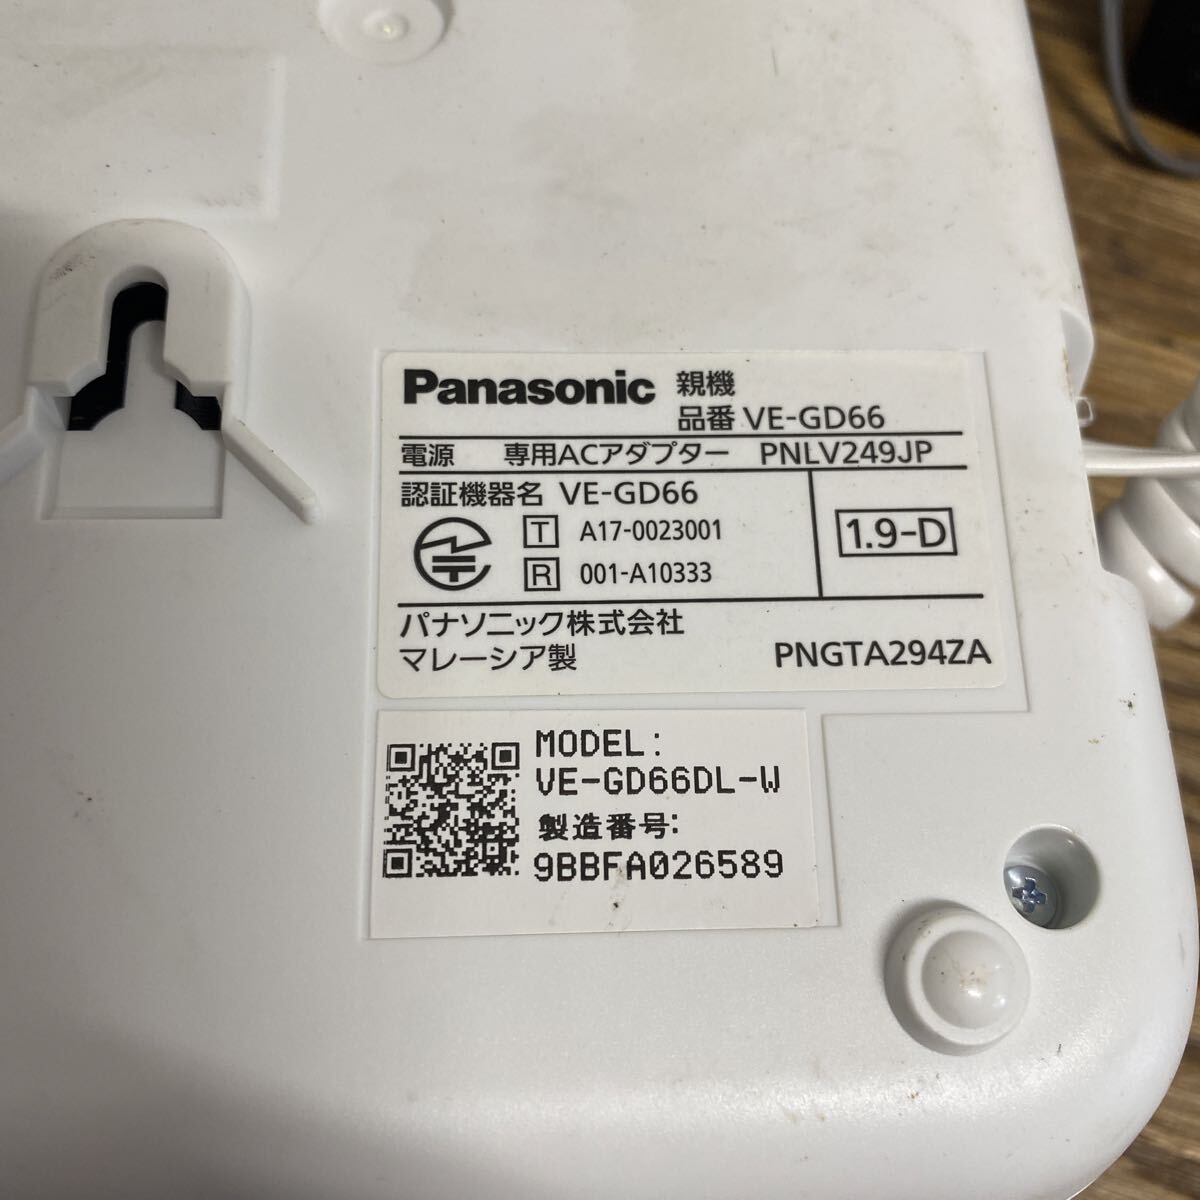 Panasonic 親機
品番 VE-GD66
電源 専用ACアダプター PNLV249JP
認証機器名 VE-GD66
T A17-0023001
R 001-A10333
1.9-D
パナソニック株式会社
マレーシア製 PNGTA294ZA
MODEL:
VE-GD66DL-W
製造番号:
9BBFA026589